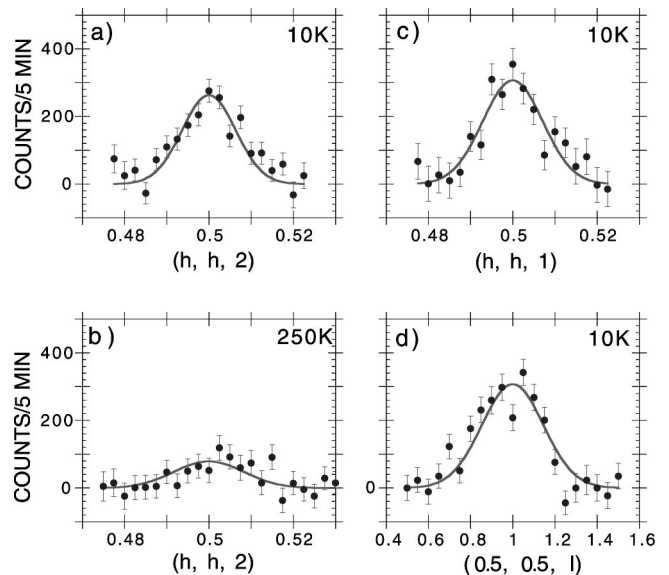 a) 10K
c) 10K
COUNTS/5 MIN
400
200
0
0.48 0.5 0.52
(h, h, 2)
0.48 0.5 0.52
(h, h, 1)
b) 250K
d) 10K
COUNTS/5 MIN
400
200
0
0
0.48 0.5 0.52
(h, h, 2)
0.4 0.6 0.8 1 1.2 1.4 1.6
(0.5, 0.5, l)